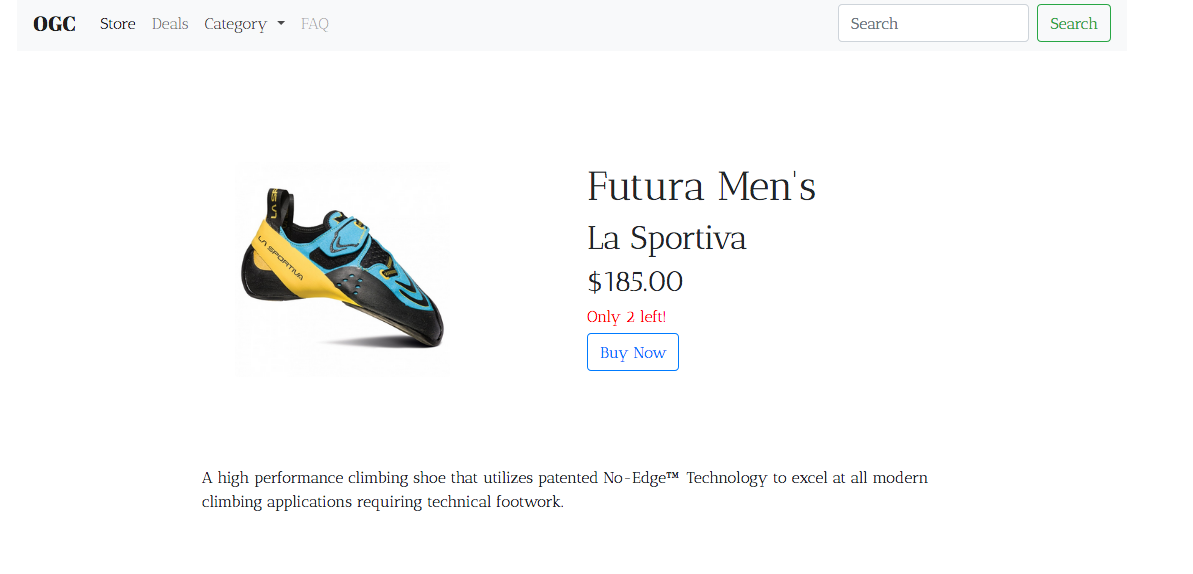 OGC Store Deals Category FAQ Search Search
Futura Men's
La Sportiva
$185.00
Only 2 left!
Buy Now
LA SPORTIVA
A high performance climbing shoe that utilizes patented No-Edge™ Technology to excel at all modern
climbing applications requiring technical footwork.